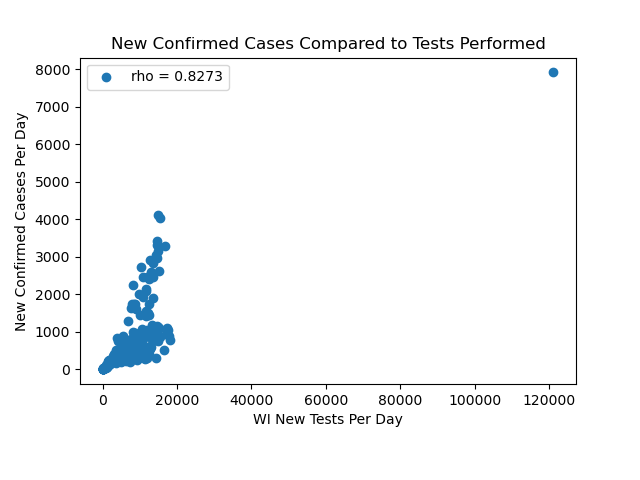 New Confirmed Cases Compared to Tests Performed
rho = 0.8273
8000
7000
6000
5000
4000
3000
2000
1000
0
New Confirmed Caeses Per Day
0 20000 40000 60000 80000 100000 120000
WI New Tests Per Day